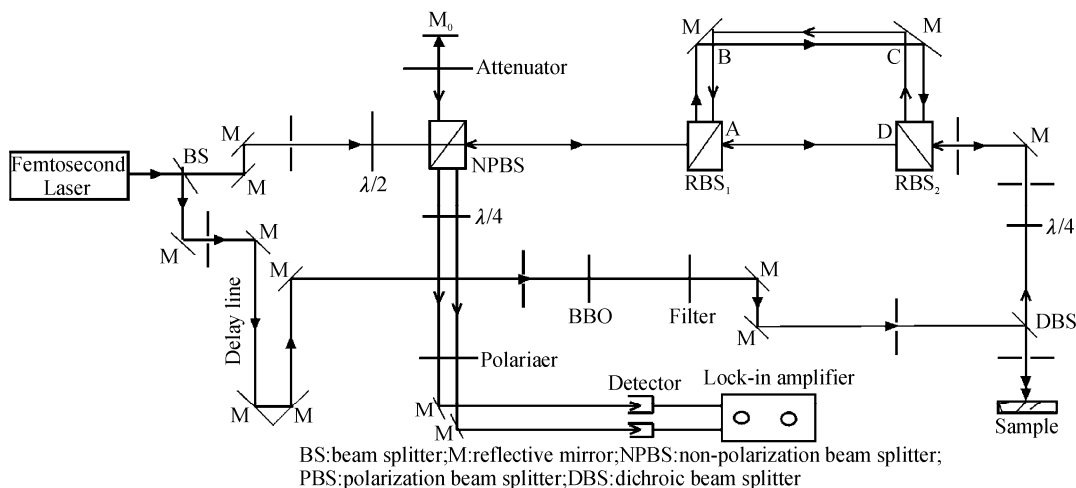 M₀
Attenuator
M
M
B
C
A
D
RBS₁
RBS₂
M
BS
M
M
Femtosecond
Laser
λ/2
NPBS
λ/4
λ/4
M
M
M
M
Delay line
BBO
Filter
M
DBS
Polariaer
M
M
M
M
Detector
Lock-in amplifier
Sample
BS:beam splitter;M:reflective mirror;NPBS:non-polarization beam splitter;
PBS:polarization beam splitter;DBS:dichroic beam splitter